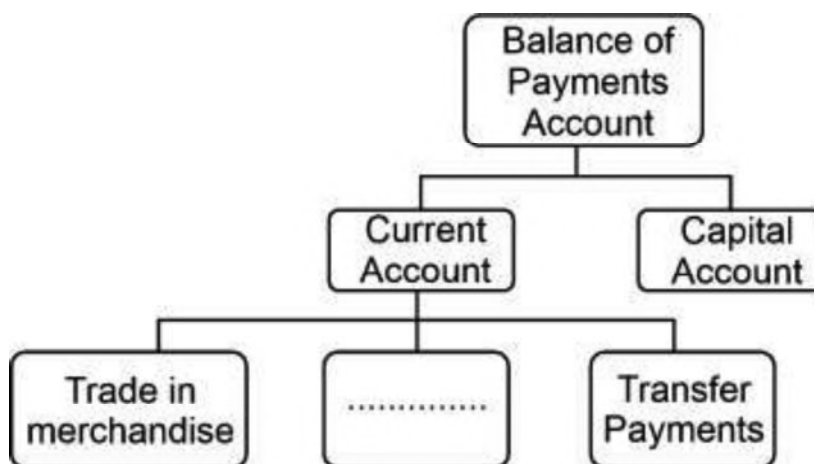 Balance of
Payments
Account
Current
Account
Capital
Account
Trade in
merchandise
...............
Transfer
Payments